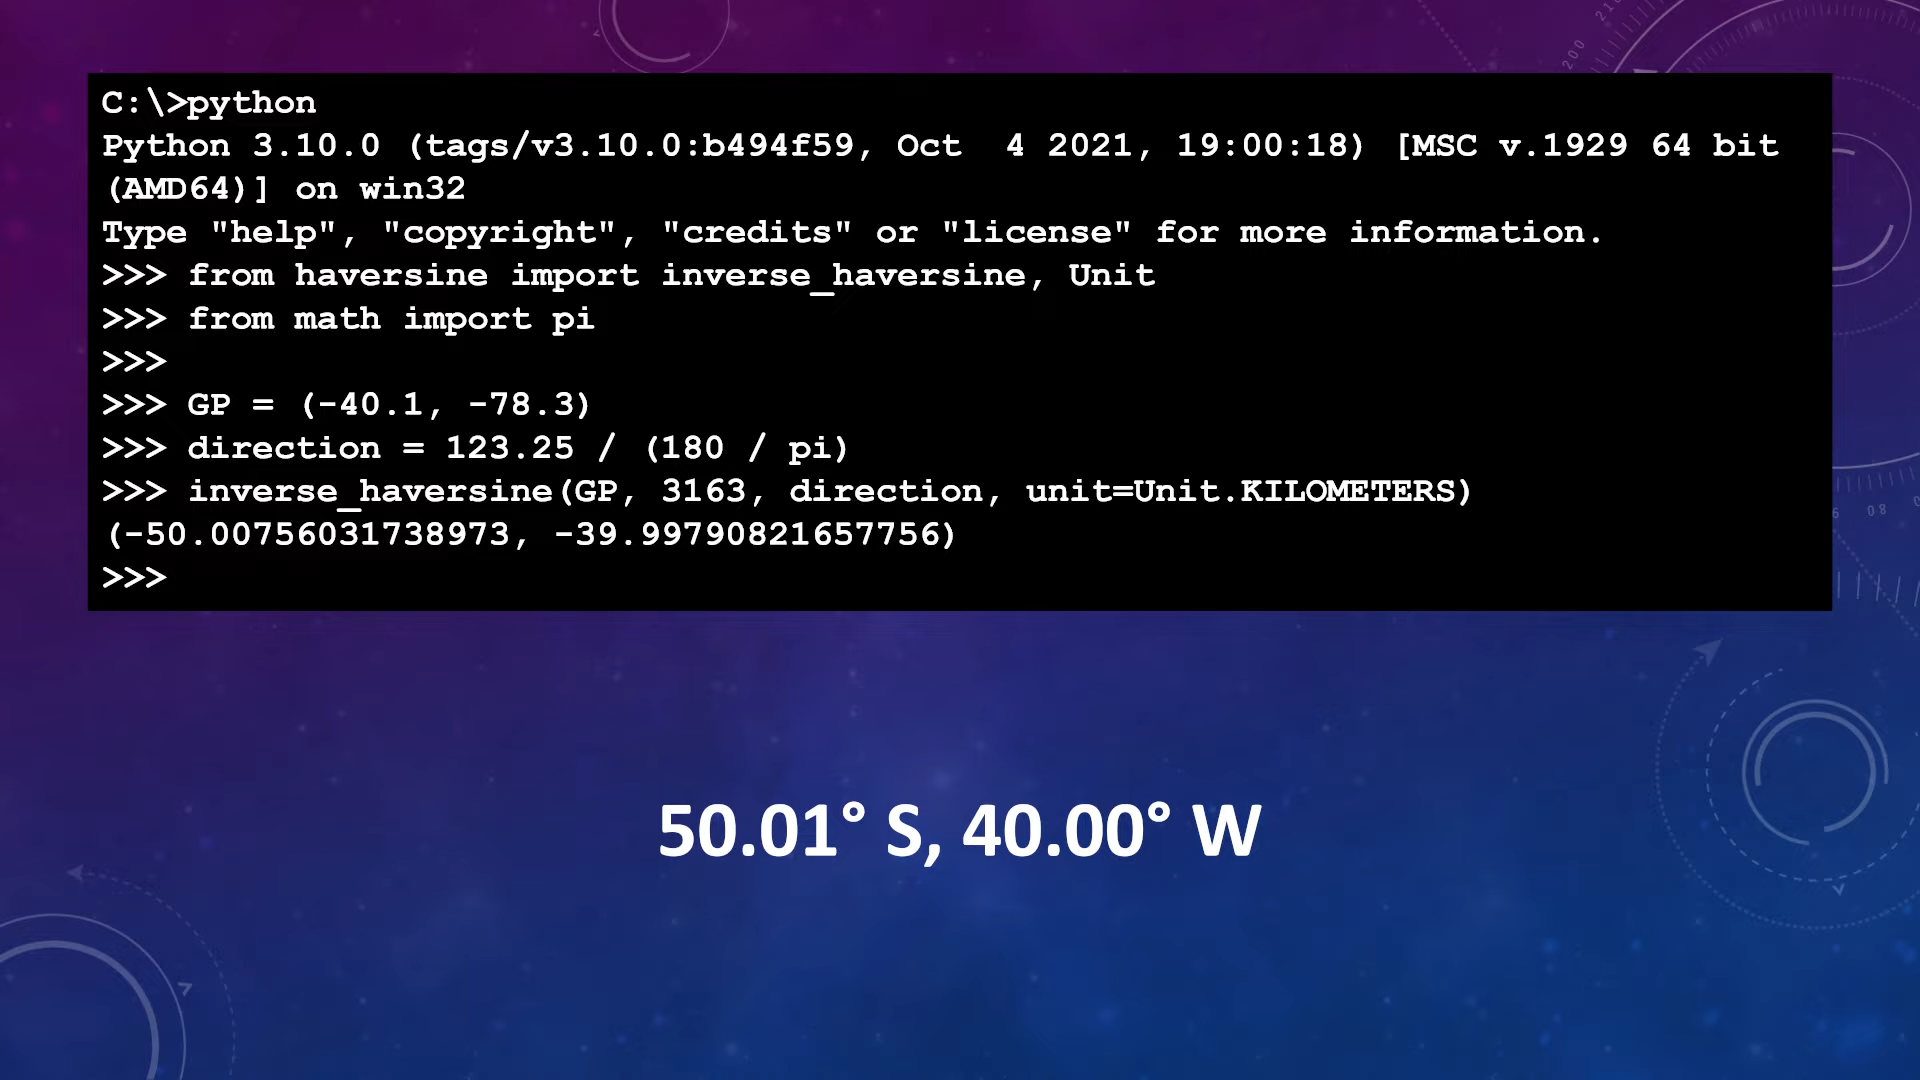 C:\>python
Python 3.10.0 (tags/v3.10.0:b494f59, Oct  4 2021, 19:00:18) [MSC v.1929 64 bit
(AMD64)] on win32
Type "help", "copyright", "credits" or "license" for more information.
>>> from haversine import inverse_haversine, Unit
>>> from math import pi
>>>
>>> GP = (-40.1, -78.3)
>>> direction = 123.25 / (180 / pi)
>>> inverse_haversine(GP, 3163, direction, unit=Unit.KILOMETERS)
(-50.00756031738973, -39.99790821657756)
>>>
50.01° S, 40.00° W
200
80